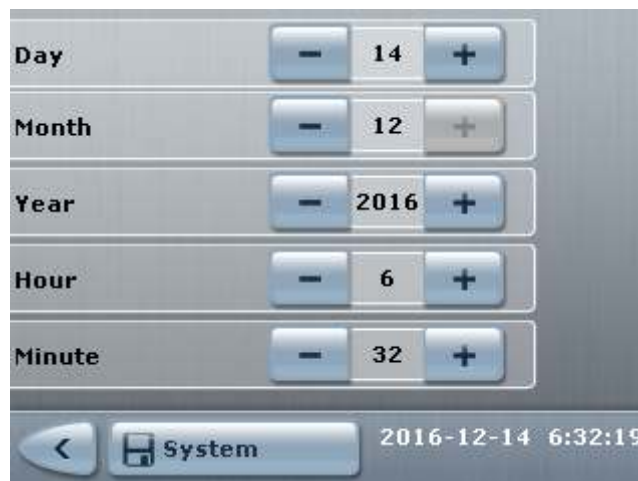 Day - 14 +
Month - 12 +
Year - 2016 +
Hour - 6 +
Minute - 32 +
< System 2016-12-14 6:32:19